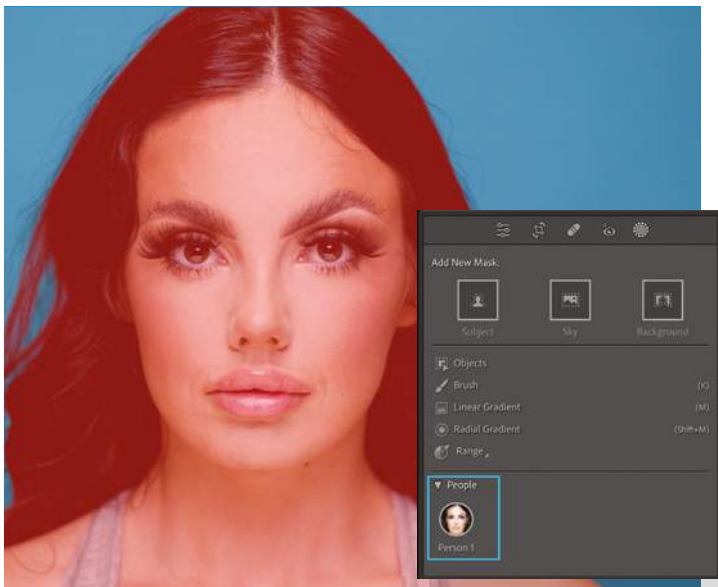 Add New Mask:
Subject Sky Background
Objects
Brush (K)
Linear Gradient (M)
Radial Gradient (Shift+M)
Range
People
Person 1